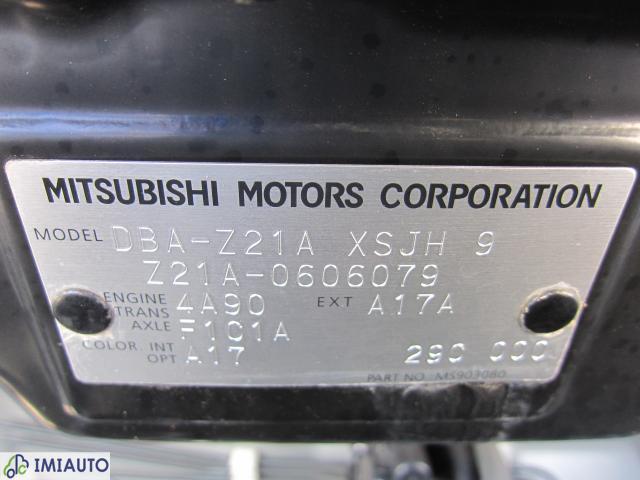 MITSUBISHI MOTORS CORPORATION
MODEL DBA-Z21A XSJH 9
Z21A-0606079
ENGINE 4A90 EXT A17A
TRANS AXLE F1C1A
COLOR. INT OPT A17 29C 000
PART NO MS903080
IMIAUTO